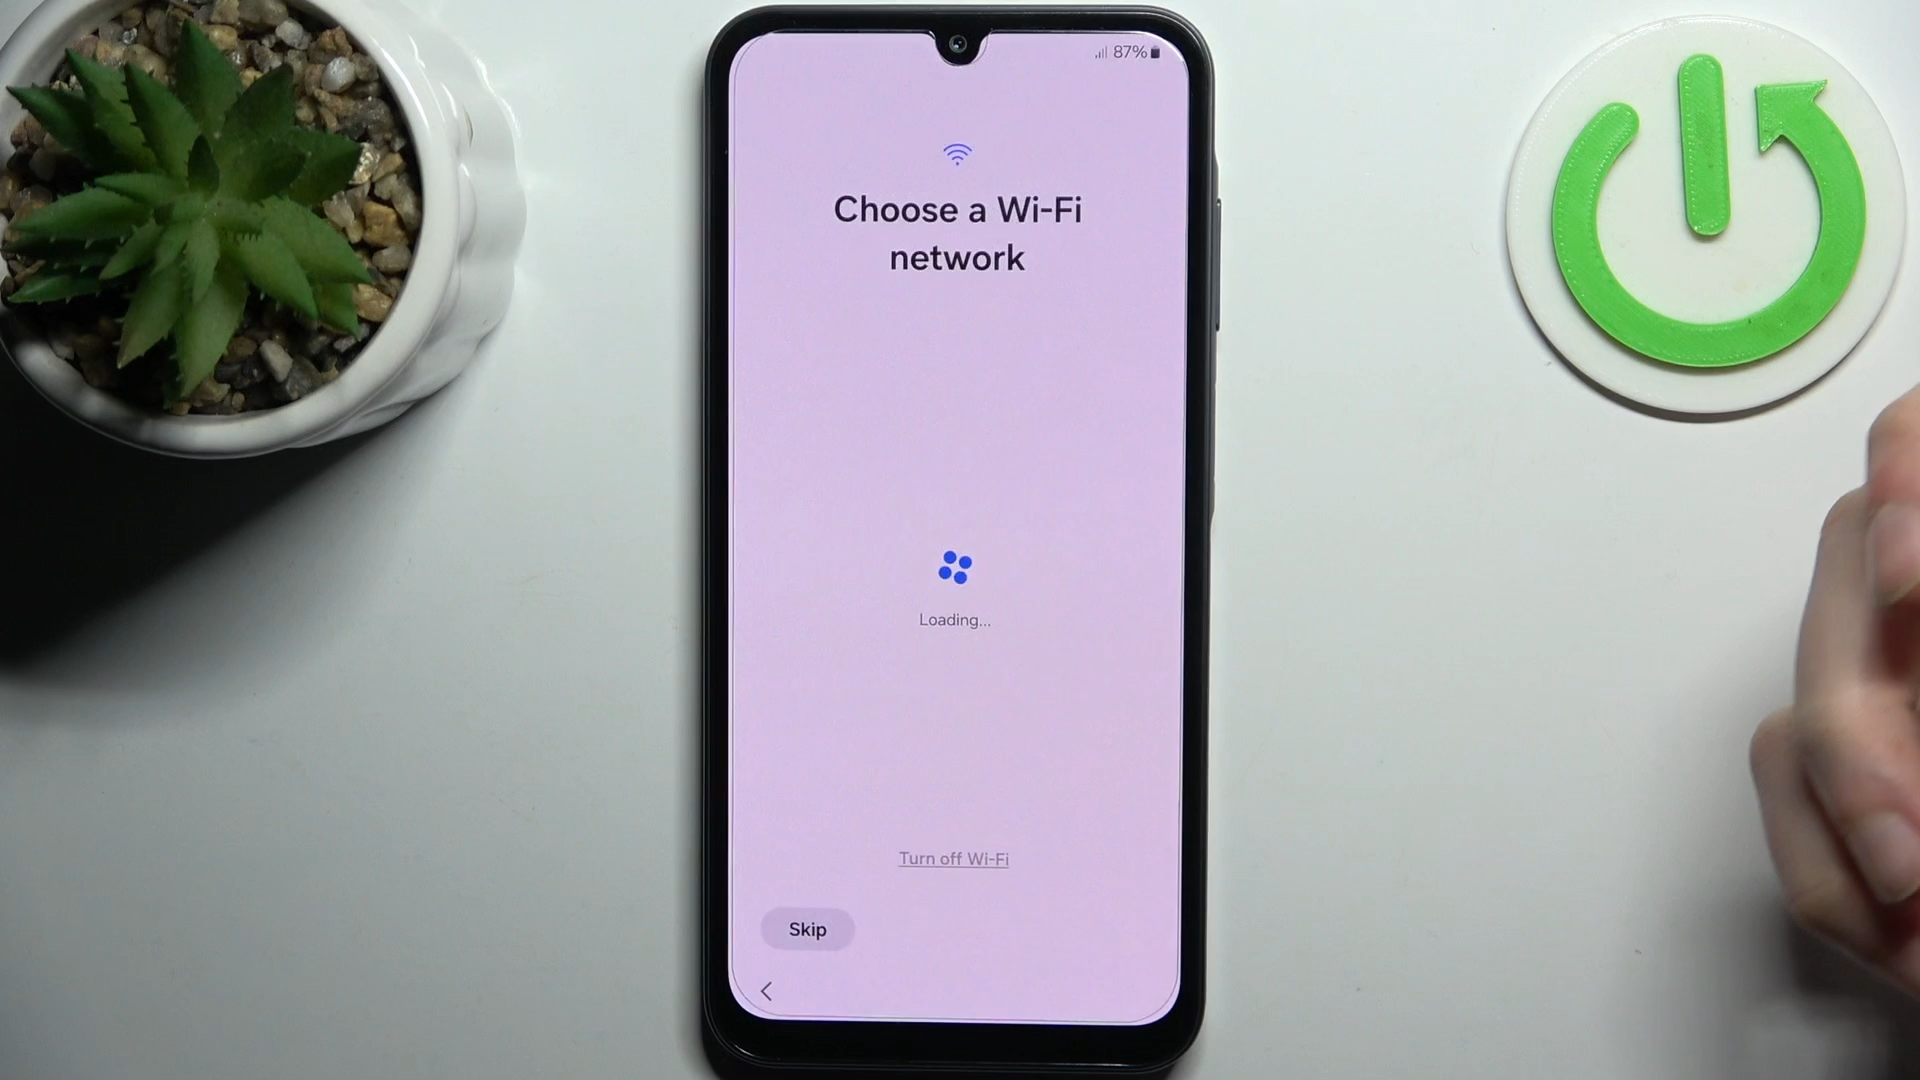 87%
Choose a Wi-Fi
network
Loading...
Turn off Wi-Fi
Skip